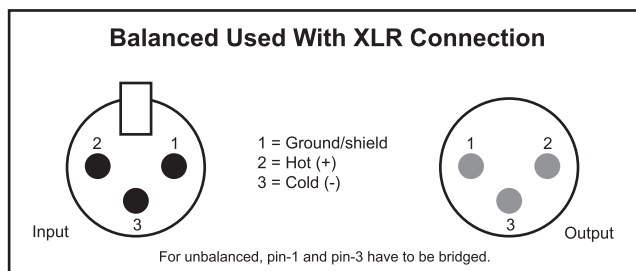 Balanced Used With XLR Connection
2 1
3
Input
1 = Ground/shield
2 = Hot (+)
3 = Cold (-)
1 2
3
Output
For unbalanced, pin-1 and pin-3 have to be bridged.